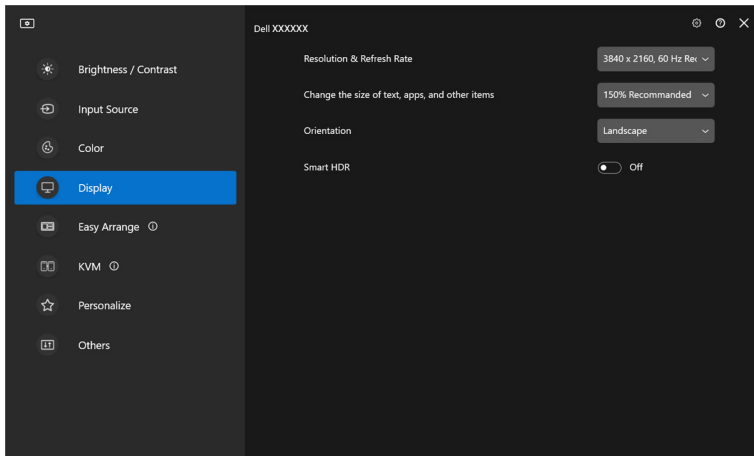 Dell XXXXXX
Brightness / Contrast
Input Source
Color
Display
Easy Arrange
KVM
Personalize
Others
Resolution & Refresh Rate
3840 x 2160, 60 Hz Rec
Change the size of text, apps, and other items
150% Recommanded
Orientation
Landscape
Smart HDR
Off